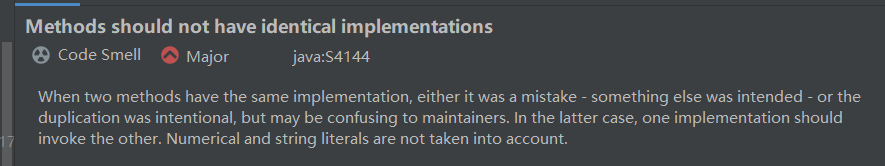 Methods should not have identical implementations
Code Smell Major java:S4144
When two methods have the same implementation, either it was a mistake - something else was intended - or the
duplication was intentional, but may be confusing to maintainers. In the latter case, one implementation should
17 invoke the other. Numerical and string literals are not taken into account.